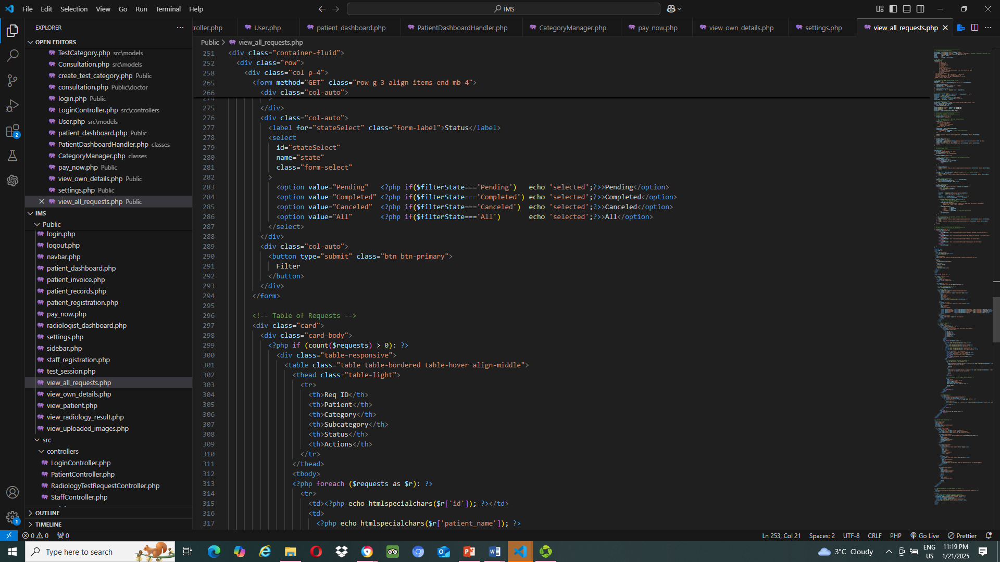 File Edit Selection View Go Run Terminal Help
IMS
EXPLORER
OPEN EDITORS
TestCategory.php src\models
Consultation.php src\models
create_test_category.php Public
consultation.php Public\doctor
login.php Public
LoginController.php src\controllers
User.php src\models
patient_dashboard.php Public
PatientDashboardHandler.php classes
CategoryManager.php classes
pay_now.php Public
view_own_details.php Public
settings.php Public
view_all_requests.php Public
IMS
Public
login.php
logout.php
navbar.php
patient_dashboard.php
patient_invoice.php
patient_records.php
patient_registration.php
pay_now.php
radiologist_dashboard.php
settings.php
sidebar.php
staff_registration.php
test_session.php
view_all_requests.php
view_own_details.php
view_patient.php
view_radiology_result.php
view_uploaded_images.php
src
controllers
LoginController.php
PatientController.php
RadiologyTestRequestController.php
StaffController.php
OUTLINE
TIMELINE
troller.php User.php patient_dashboard.php PatientDashboardHandler.php CategoryManager.php pay_now.php view_own_details.php settings.php view_all_requests.php
Public > view_all_requests.php
251 <div class="container-fluid">
252 <div class="row">
258 <div class="col p-4">
265 <form method="GET" class="row g-3 align-items-end mb-4">
266 <div class="col-auto">
274 >
275 </div>
276 <div class="col-auto">
277 <label for="stateSelect" class="form-label">Status</label>
278 <select
279 id="stateSelect"
280 name="state"
281 class="form-select"
282 >
283 <option value="Pending" <?php if($filterState==='Pending') echo 'selected';?>>Pending</option>
284 <option value="Completed" <?php if($filterState==='Completed') echo 'selected';?>>Completed</option>
285 <option value="Canceled" <?php if($filterState==='Canceled') echo 'selected';?>>Canceled</option>
286 <option value="All" <?php if($filterState==='All') echo 'selected';?>>All</option>
287 </select>
288 </div>
289 <div class="col-auto">
290 <button type="submit" class="btn btn-primary">
291 Filter
292 </button>
293 </div>
294 </form>
295
296 <!-- Table of Requests -->
297 <div class="card">
298 <div class="card-body">
299 <?php if (count($requests) > 0): ?>
300 <div class="table-responsive">
301 <table class="table table-bordered table-hover align-middle">
302 <thead class="table-light">
303 <tr>
304 <th>Req ID</th>
305 <th>Patient</th>
306 <th>Category</th>
307 <th>Subcategory</th>
308 <th>Status</th>
309 <th>Actions</th>
310 </tr>
311 </thead>
312 <tbody>
313 <?php foreach ($requests as $r): ?>
314 <tr>
315 <td><?php echo htmlspecialchars($r['id']); ?></td>
316 <td>
317 <?php echo htmlspecialchars($r['patient_name']); ?>
0 0 0 Ln 253, Col 21 Spaces: 2 UTF-8 CRLF PHP Go Live Prettier
2
1
Type here to search
3°C Cloudy
ENG
US
11:19 PM
1/21/2025